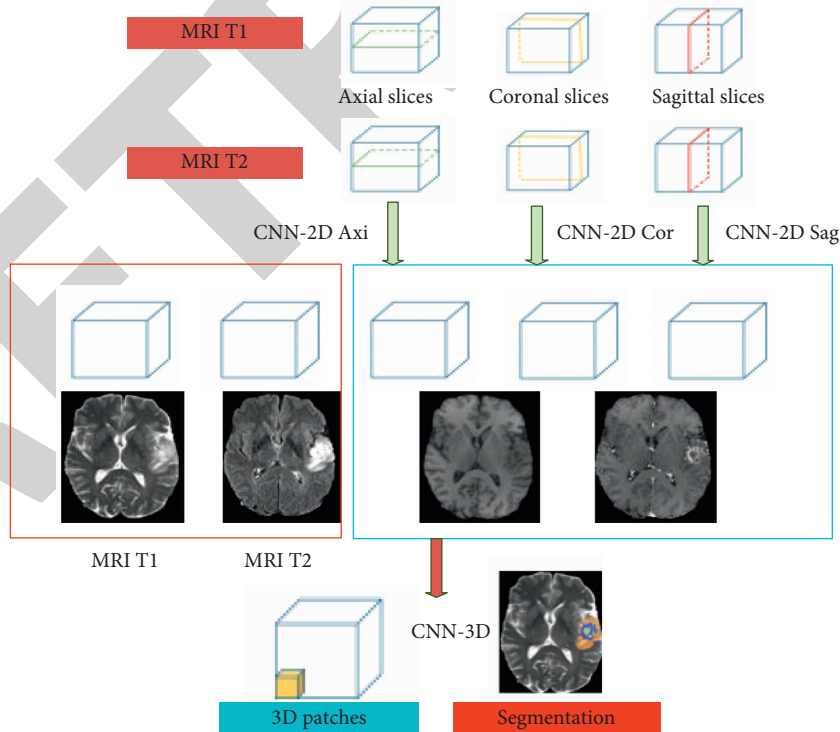 MRI T1
Axial slices
Coronal slices
Sagittal slices
MRI T2
CNN-2D Axi
CNN-2D Cor
CNN-2D Sag
MRI T1
MRI T2
CNN-3D
3D patches
Segmentation